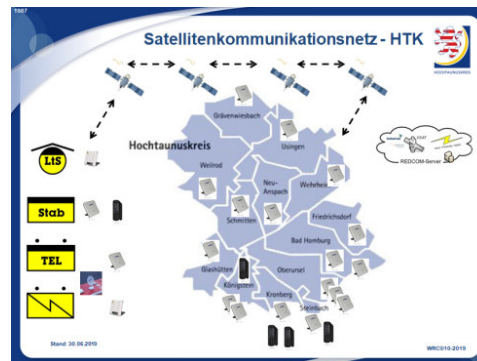 1887
Satellitenkommunikationsnetz - HTK
HOCHTAUNUSKREIS
Grävenwiesbach
Usingen
Hochtaunuskreis
LtS
Weilrod
Neu-
Anspach
Wehrheim
REDCOM-Server
Stab
Schmitten
Friedrichsdorf
Bad Homburg
TEL
Glashütten
Oberursel
Königstein
Kronberg
Steinbach
Stand: 30.06.2019
WRC010-2019